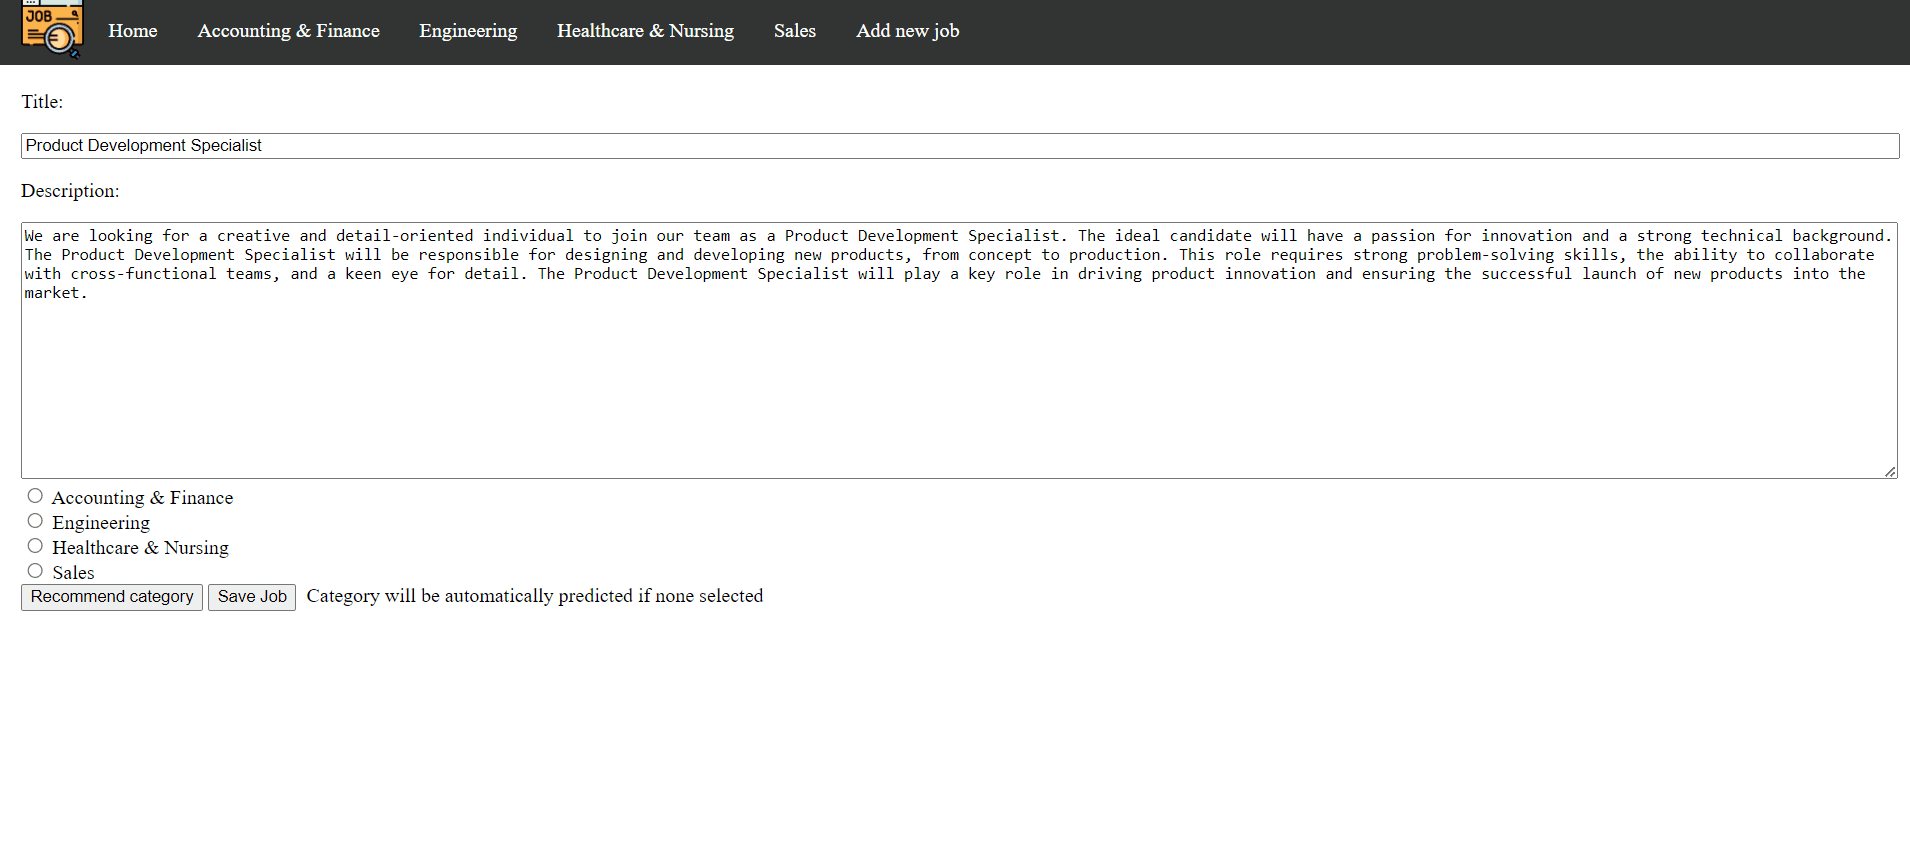 JOB
Home Accounting & Finance Engineering Healthcare & Nursing Sales Add new job
Title:
Product Development Specialist
Description:
We are looking for a creative and detail-oriented individual to join our team as a Product Development Specialist. The ideal candidate will have a passion for innovation and a strong technical background.
The Product Development Specialist will be responsible for designing and developing new products, from concept to production. This role requires strong problem-solving skills, the ability to collaborate
with cross-functional teams, and a keen eye for detail. The Product Development Specialist will play a key role in driving product innovation and ensuring the successful launch of new products into the
market.
Accounting & Finance
Engineering
Healthcare & Nursing
Sales
Recommend category Save Job Category will be automatically predicted if none selected